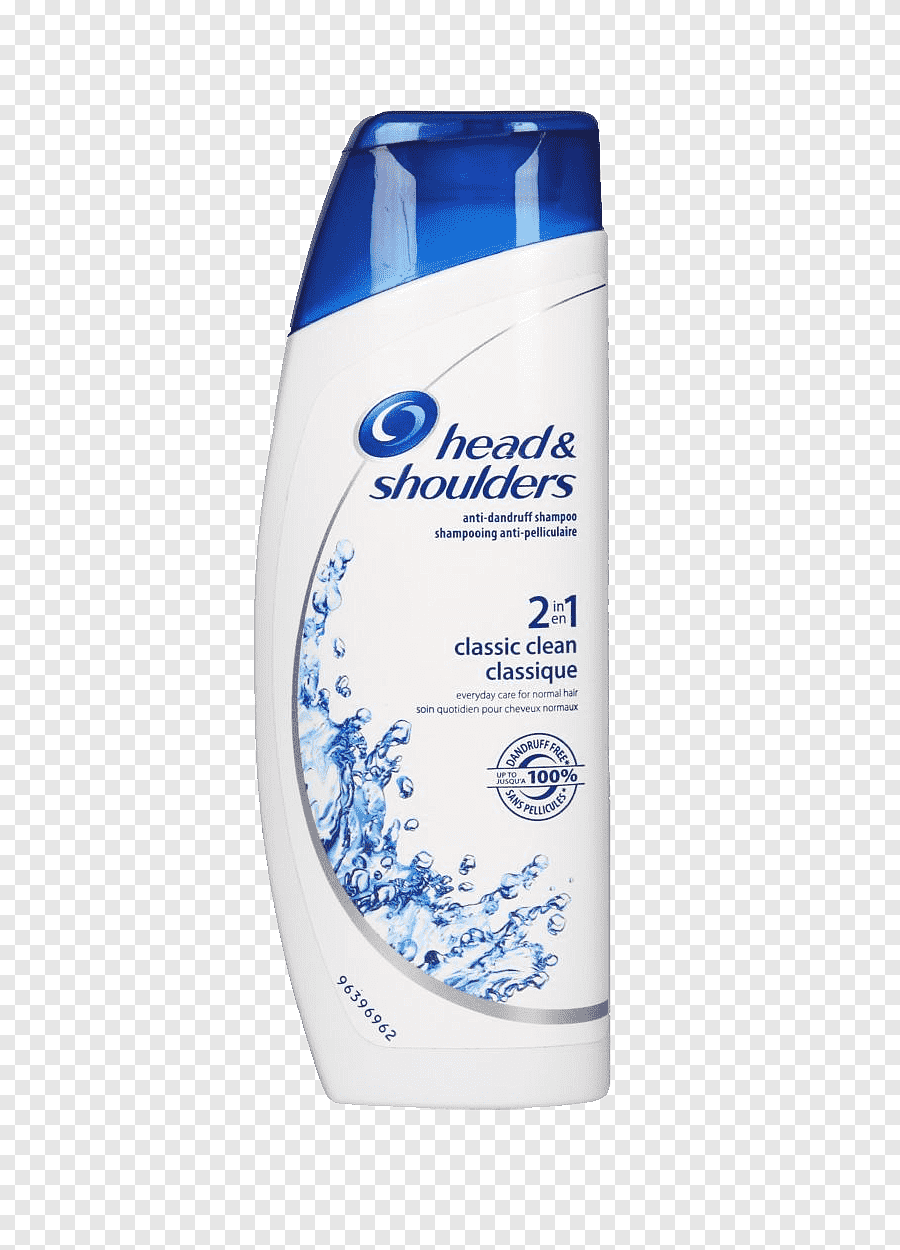 head &
shoulders
anti-dandruff shampoo
shampooing anti-pelliculaire
2 in en 1
classic clean
classique
everyday care for normal hair
soin quotidien pour cheveux normaux
DANDRUFF FREE*
UP TO
JUSQU'A 100%
SANS PELLICULES*
96396962